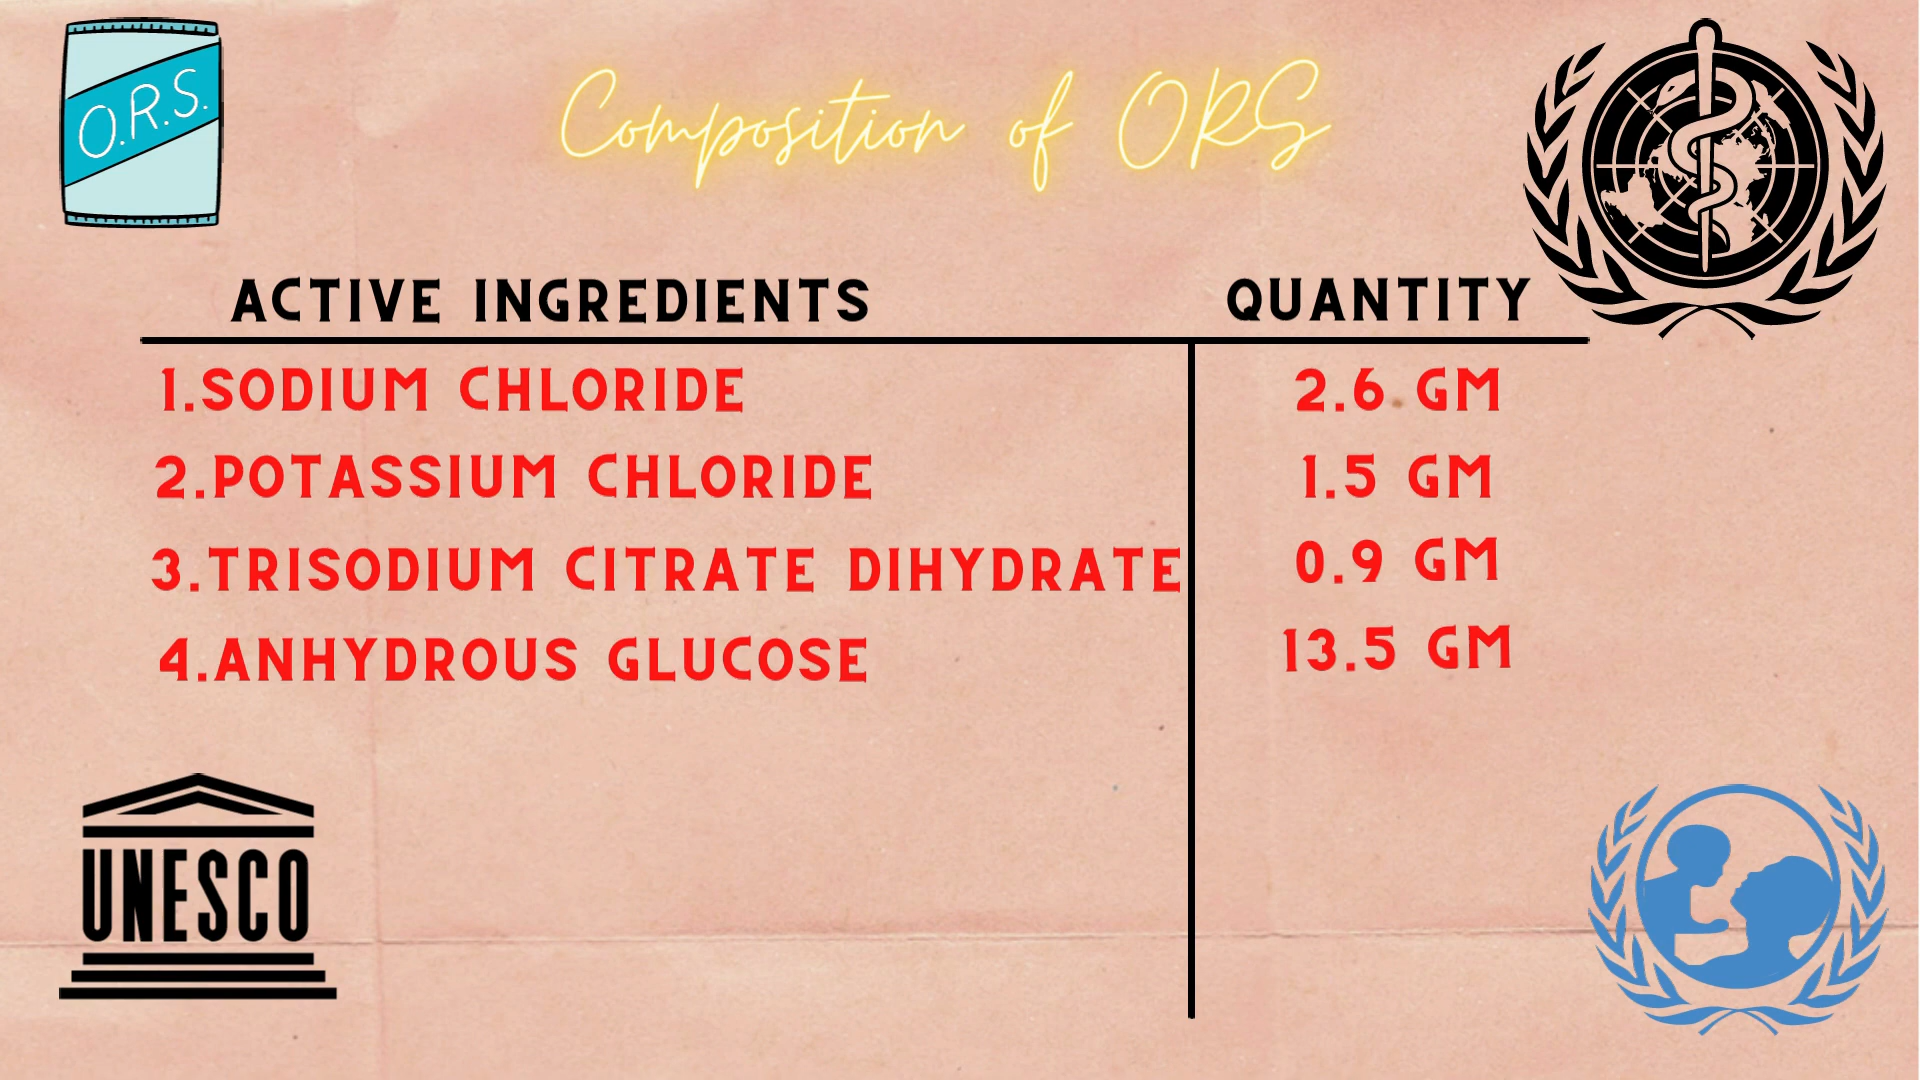 O.R.S.
Composition of ORS
ACTIVE INGREDIENTS QUANTITY
1.SODIUM CHLORIDE 2.6 GM
2.POTASSIUM CHLORIDE 1.5 GM
3.TRISODIUM CITRATE DIHYDRATE 0.9 GM
4.ANHYDROUS GLUCOSE 13.5 GM
UNESCO